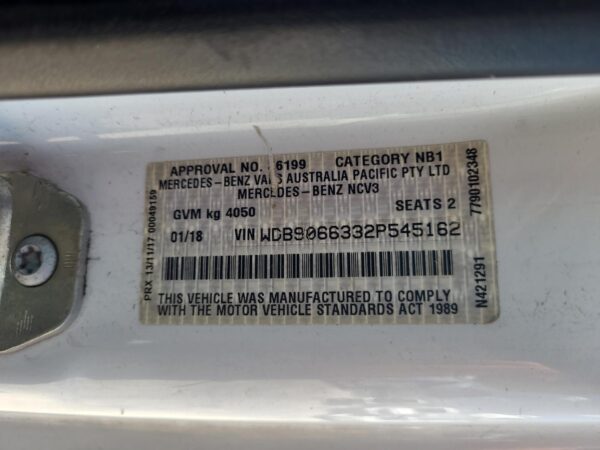 APPROVAL NO. 6199 CATEGORY NB1
MERCEDES-BENZ VANS AUSTRALIA PACIFIC PTY LTD
MERCEDES-BENZ NCV3
GVM kg 4050 SEATS 2
01/18 VIN WDB9066332P545162
THIS VEHICLE WAS MANUFACTURED TO COMPLY
WITH THE MOTOR VEHICLE STANDARDS ACT 1989
PRX 13/11/17 00049159
7790102348
N421291